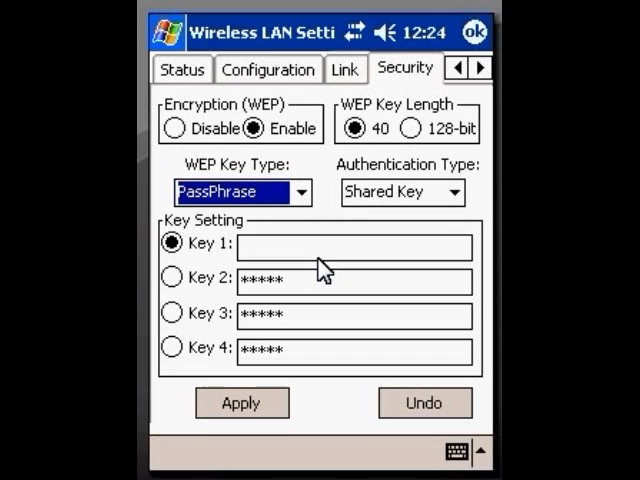 Wireless LAN Setti 12:24 ok
Status Configuration Link Security
Encryption (WEP) WEP Key Length
Disable Enable 40 128-bit
WEP Key Type: Authentication Type:
PassPhrase Shared Key
Key Setting
Key 1:
Key 2: *****
Key 3: *****
Key 4: *****
Apply Undo